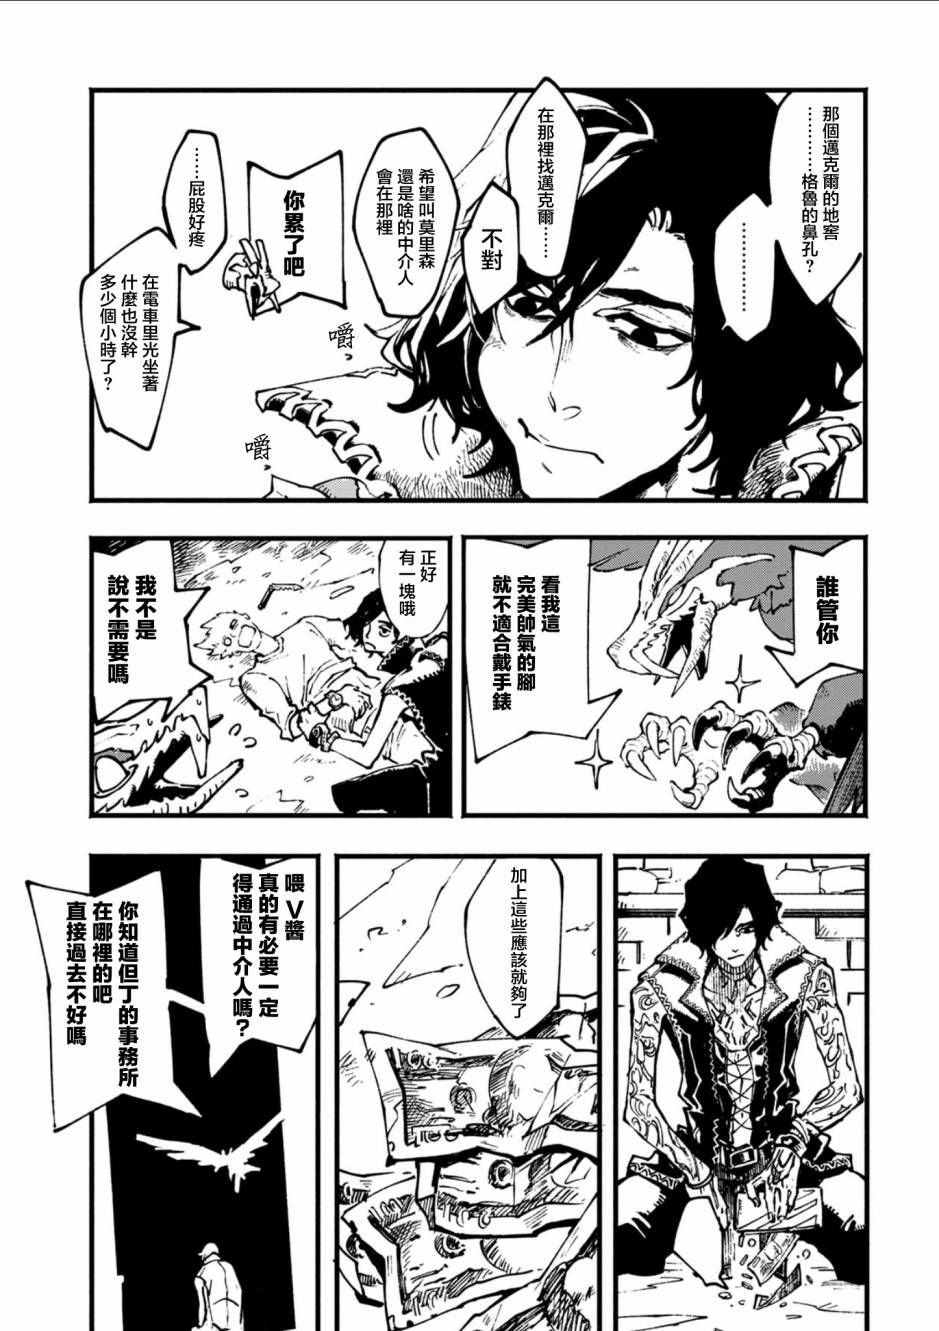 那個邁克爾的地窖
…………格魯的鼻孔?
…………
在那裡找邁克爾……
不對
希望叫莫里森
還是啥的中介人
會在那裡
你累了吧
……屁股好疼
在電車里光坐著
什麼也沒幹
多少個小時了?
嚼
嚼
誰管你
看我這
完美帥氣的腳
就不適合戴手錶
正好
有一塊哦
我不是
說不需要嗎
加上這些應該就夠了
喂V醬
真的有必要一定
得通過中介人嗎?
你知道但丁的事務所
在哪裡的吧
直接過去不好嗎